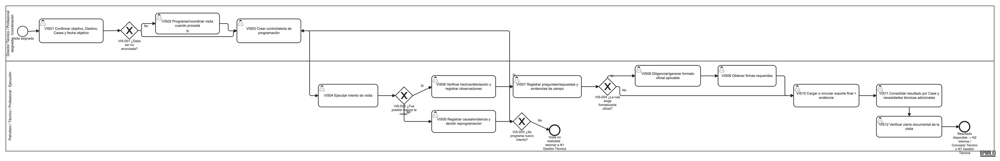 Director Técnico / Profesional
asignado · Coordinación
Visita asignada
VIS01 Confirmar objetivo, Destino,
Cases y fecha objetivo
VIS-D01 ¿Debe
ser no
anunciada?
No
Sí
VIS02 Programar/coordinar visita
cuando proceda
VIS03 Crear control/alerta de
programación
Patrullero / Técnico / Profesional · Ejecución
VIS04 Ejecutar intento de visita
VIS-D02 ¿Fue
posible realizar la
visita?
Sí
No
VIS06 Verificar hechos/afectación y
registrar observaciones
VIS05 Registrar causa/evidencia y
decidir reprogramación
Sí
VIS-D03 ¿Se
programa nuevo
intento?
No
Visita no
realizada ·
retornar a N1
Gestión Técnica
VIS07 Registrar preguntas/respuestas y
evidencias de campo
VIS-D04 ¿La ruta
exige
formato/acta
oficial?
Sí
No
VIS08 Diligenciar/generar formato
oficial aplicable
VIS09 Obtener firmas requeridas
VIS10 Cargar o vincular soporte final +
evidencia
VIS11 Consolidar resultado por Case y
necesidades técnicas adicionales
VIS12 Verificar cierre documental de la
visita
Resultado
disponible → N2
Informe /
Concepto Técnico
o N1 Gestión
Técnica
BPMN.iO